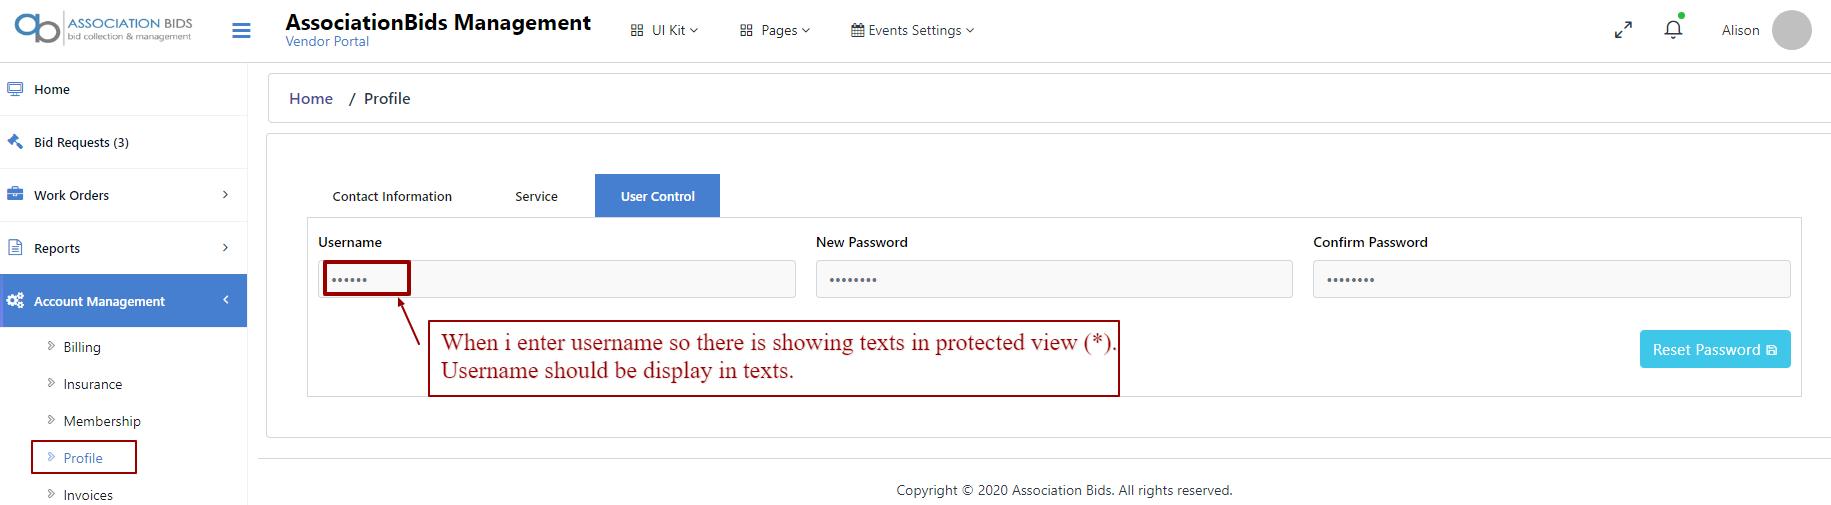 ab ASSOCIATION BIDS
bid collection & management
AssociationBids Management
Vendor Portal
UI Kit
Pages
Events Settings
Alison
Home
Bid Requests (3)
Work Orders
Reports
Account Management
Billing
Insurance
Membership
Profile
Invoices
Home / Profile
Contact Information
Service
User Control
Username
New Password
Confirm Password
••••••
••••••••
••••••••
When i enter username so there is showing texts in protected view (*).
Username should be display in texts.
Reset Password
Copyright © 2020 Association Bids. All rights reserved.